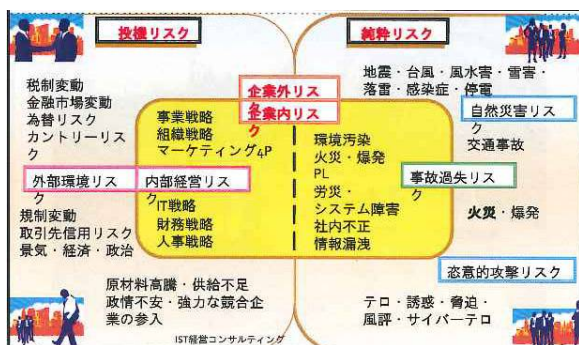 投機リスク
純粋リスク
税制変動
金融市場変動
為替リスク
カントリーリス
ク
外部環境リス
ク
規制変動
取引先信用リスク
景気・経済・政治
原材料高騰・供給不足
政情不安・強力な競合企
業の参入
企業外リス
ク
企業内リス
ク
事業戦略
組織戦略
マーケティング4P
内部経営リス
ク
IT戦略
財務戦略
人事戦略
環境汚染
火災・爆発
PL
労災・
システム障害
社内不正
情報漏洩
地震・台風・風水害・雪害・
落雷・感染症・停電
自然災害リス
ク
交通事故
事故過失リス
ク
火災・爆発
恣意的攻撃リスク
テロ・誘惑・脅迫・
風評・サイバーテロ
IST経営コンサルティング